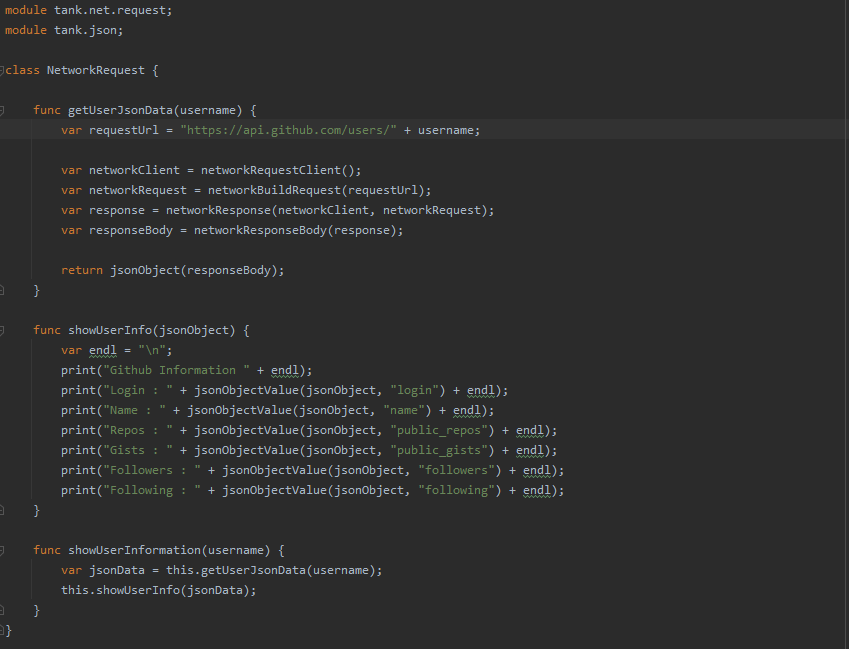 module tank.net.request;
module tank.json;
class NetworkRequest {
func getUserJsonData(username) {
var requestUrl = "https://api.github.com/users/" + username;
var networkClient = networkRequestClient();
var networkRequest = networkBuildRequest(requestUrl);
var response = networkResponse(networkClient, networkRequest);
var responseBody = networkResponseBody(response);
return jsonObject(responseBody);
}
func showUserInfo(jsonObject) {
var endl = "\n";
print("Github Information " + endl);
print("Login : " + jsonObjectValue(jsonObject, "login") + endl);
print("Name : " + jsonObjectValue(jsonObject, "name") + endl);
print("Repos : " + jsonObjectValue(jsonObject, "public_repos") + endl);
print("Gists : " + jsonObjectValue(jsonObject, "public_gists") + endl);
print("Followers : " + jsonObjectValue(jsonObject, "followers") + endl);
print("Following : " + jsonObjectValue(jsonObject, "following") + endl);
}
func showUserInformation(username) {
var jsonData = this.getUserJsonData(username);
this.showUserInfo(jsonData);
}
}